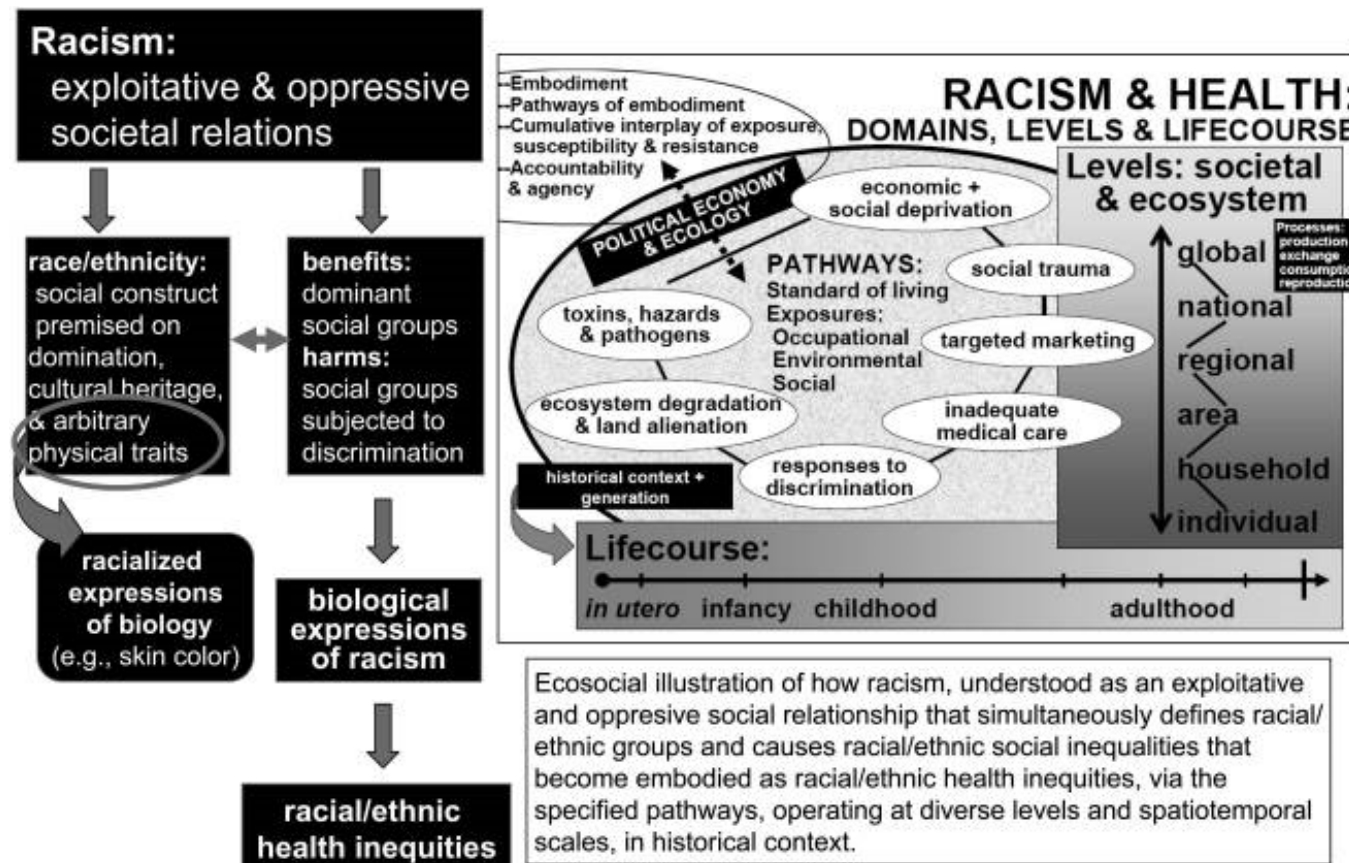 Racism:
exploitative & oppressive
societal relations
race/ethnicity:
social construct
premised on
domination,
cultural heritage,
& arbitrary
physical traits
benefits:
dominant
social groups
harms:
social groups
subjected to
discrimination
racialized
expressions
of biology
(e.g., skin color)
biological
expressions
of racism
racial/ethnic
health inequities
–Embodiment
–Pathways of embodiment
–Cumulative interplay of exposure,
susceptibility & resistance
–Accountability
& agency
RACISM & HEALTH:
DOMAINS, LEVELS & LIFECOURSE
POLITICAL ECONOMY
& ECOLOGY
economic +
social deprivation
social trauma
targeted marketing
inadequate
medical care
responses to
discrimination
ecosystem degradation
& land alienation
toxins, hazards
& pathogens
PATHWAYS:
Standard of living
Exposures:
Occupational
Environmental
Social
historical context +
generation
Levels: societal
& ecosystem
global
national
regional
area
household
individual
Processes:
production
exchange
consumptio
reproductio
Lifecourse:
in utero infancy childhood adulthood
Ecosocial illustration of how racism, understood as an exploitative
and oppresive social relationship that simultaneously defines racial/
ethnic groups and causes racial/ethnic social inequalities that
become embodied as racial/ethnic health inequities, via the
specified pathways, operating at diverse levels and spatiotemporal
scales, in historical context.